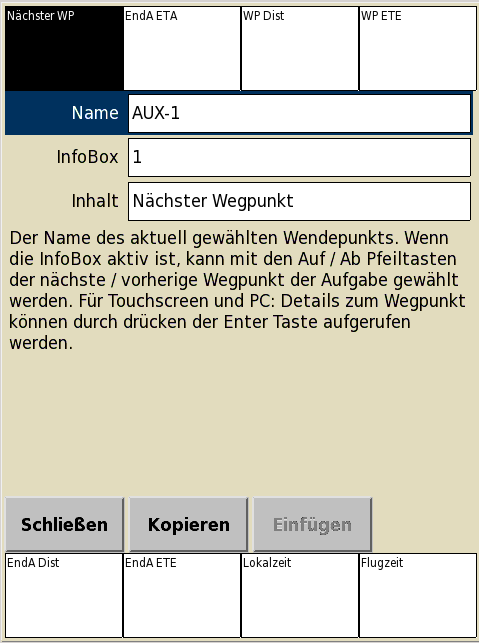 Nächster WP EndA ETA WP Dist WP ETE
Name AUX-1
InfoBox 1
Inhalt Nächster Wegpunkt
Der Name des aktuell gewählten Wendepunkts. Wenn
die InfoBox aktiv ist, kann mit den Auf / Ab Pfeiltasten
der nächste / vorherige Wegpunkt der Aufgabe gewählt
werden. Für Touchscreen und PC: Details zum Wegpunkt
können durch drücken der Enter Taste aufgerufen
werden.
Schließen Kopieren Einfügen
EndA Dist EndA ETE Lokalzeit Flugzeit